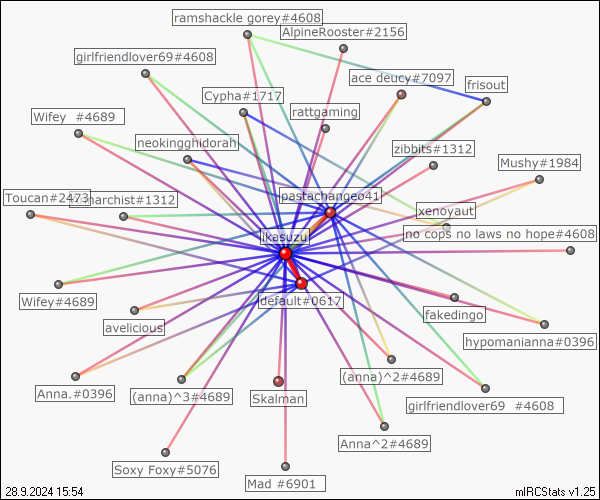 ramshackle gorey#4608
AlpineRooster#2156
girlfriendlover69#4608
ace deucy#7097
frisout
Cypha#1717
rattgaming
Wifey  #4689
neokingghidorah
zibbits#1312
Mushy#1984
Toucan#2473
narchist#1312
pastachangeo41
xenoyaut
ikasuzu
no cops no laws no hope#4608
Wifey#4689
default#0617
fakedingo
avelicious
hypomanianna#0396
(anna)^2#4689
Anna.#0396
(anna)^3#4689
Skalman
girlfriendlover69  #4608
Anna^2#4689
Soxy Foxy#5076
Mad #6901
28.9.2024 15:54
mIRCStats v1.25